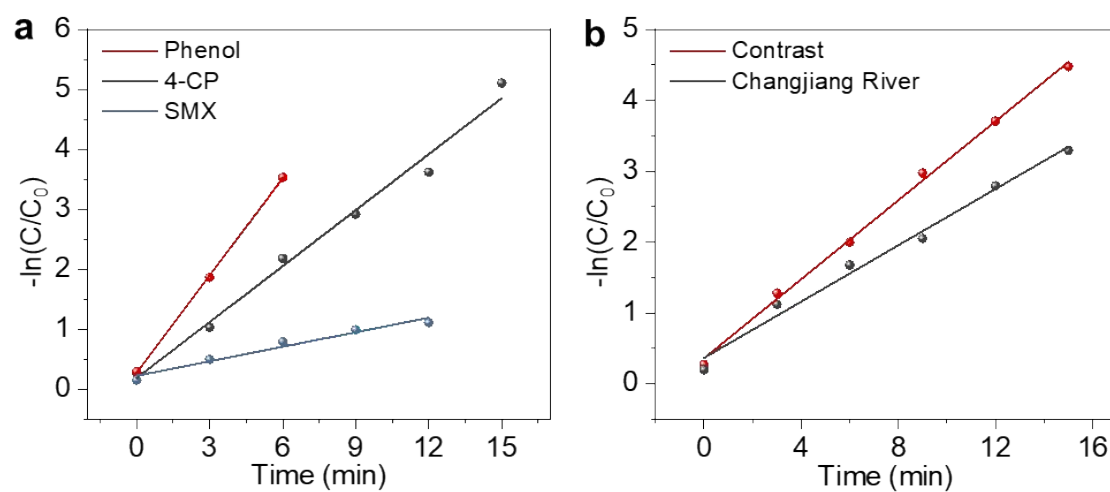 a
Phenol
4-CP
SMX
6
5
4
3
2
1
0
-ln(C/C₀)
0 3 6 9 12 15
Time (min)
b
Contrast
Changjiang River
5
4
3
2
1
0
-ln(C/C₀)
0 4 8 12 16
Time (min)